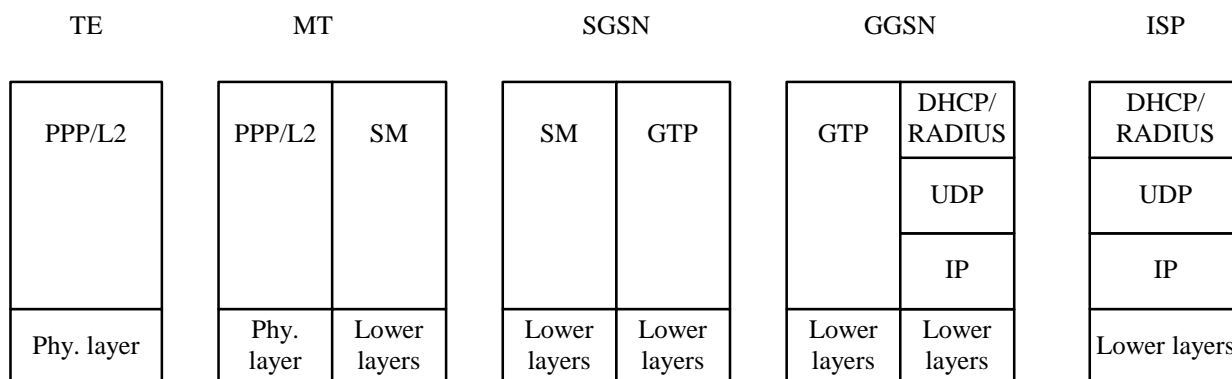 TE
MT
SGSN
GGSN
ISP
PPP/L2
PPP/L2
SM
SM
GTP
GTP
DHCP/
RADIUS
DHCP/
RADIUS
UDP
UDP
IP
IP
Phy. layer
Phy.
layer
Lower
layers
Lower
layers
Lower
layers
Lower
layers
Lower
layers
Lower layers